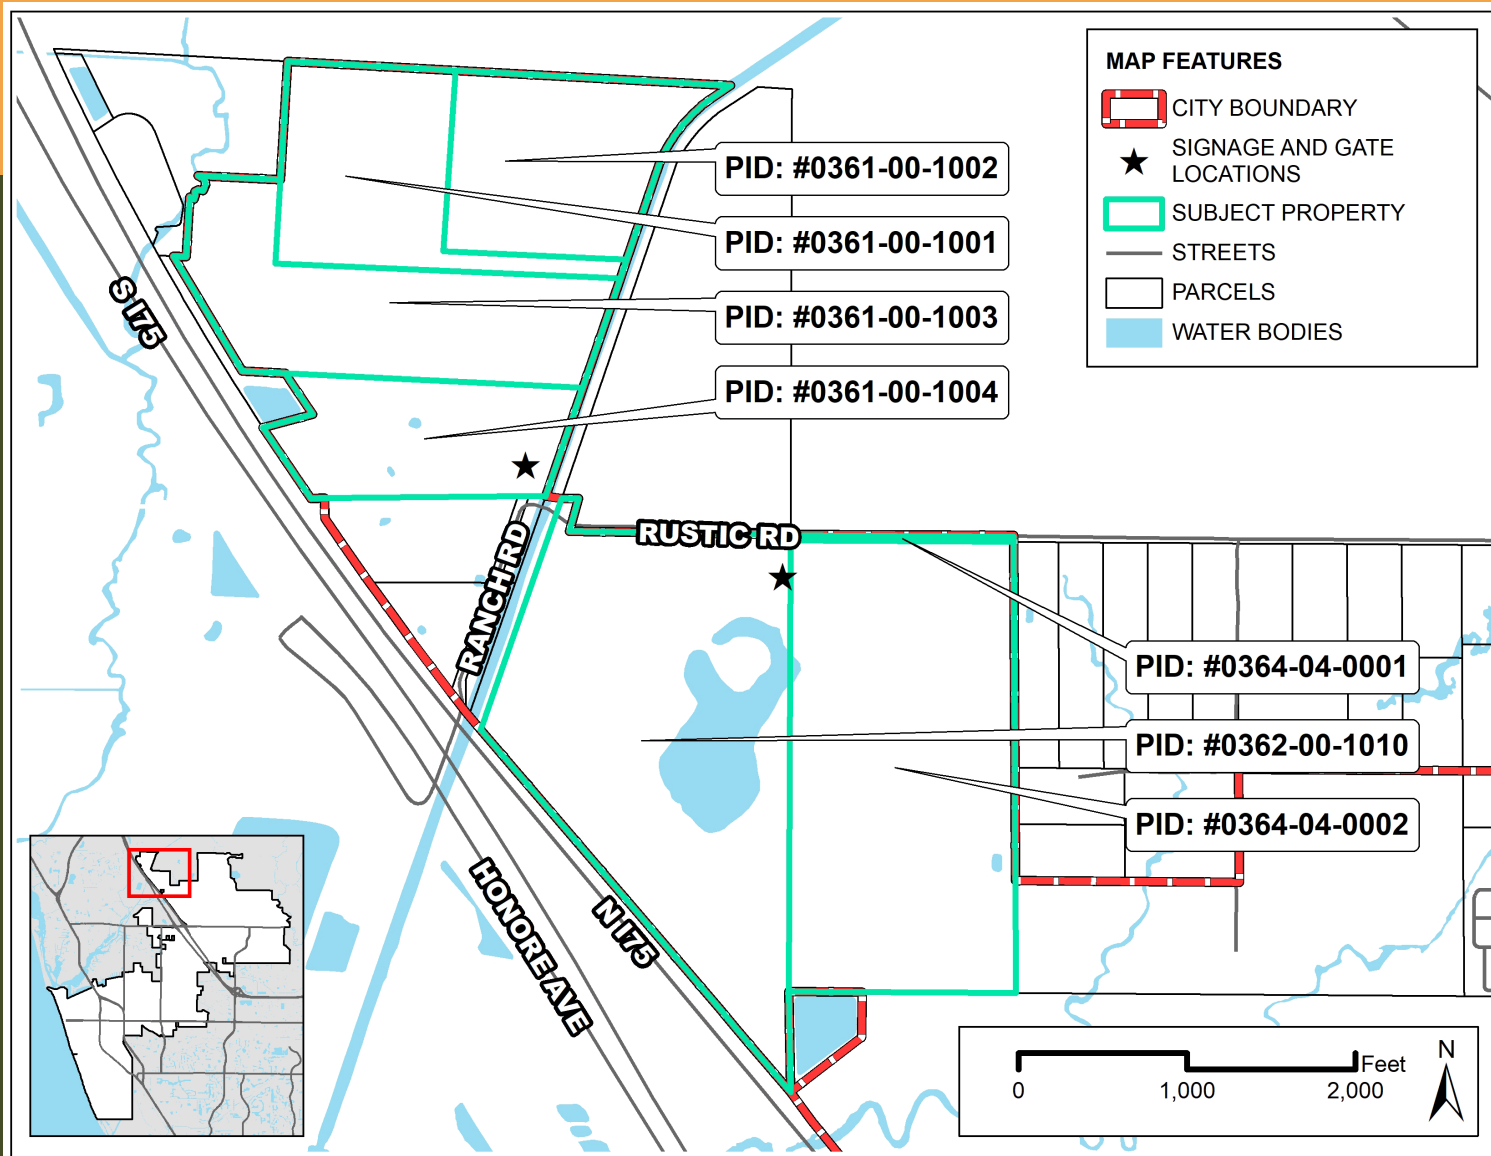 MAP FEATURES
CITY BOUNDARY
SIGNAGE AND GATE
LOCATIONS
SUBJECT PROPERTY
STREETS
PARCELS
WATER BODIES
PID: #0361-00-1002
PID: #0361-00-1001
PID: #0361-00-1003
PID: #0361-00-1004
S I75
RANCH RD
RUSTIC RD
PID: #0364-04-0001
PID: #0362-00-1010
PID: #0364-04-0002
HONORE AVE
N I75
Feet
N
0
1,000
2,000